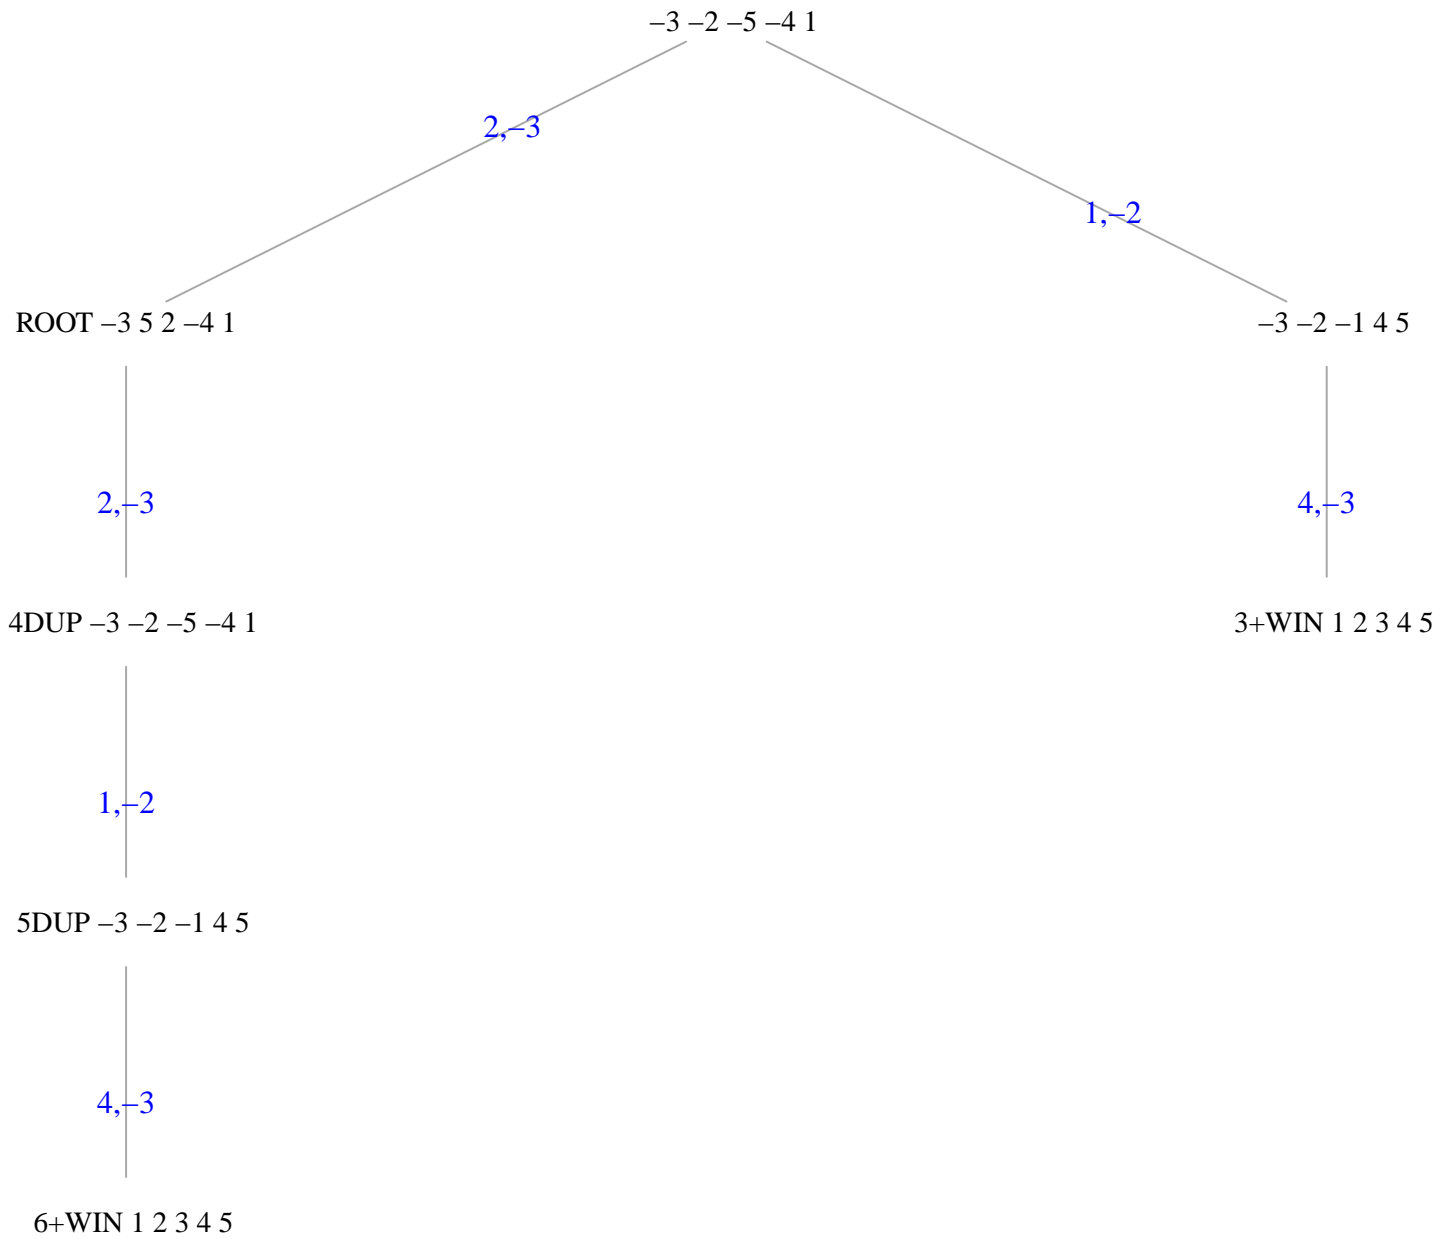 –3 –2 –5 –4 1
2,–3
1,–2
ROOT –3 5 2 –4 1
–3 –2 –1 4 5
2,–3
4,–3
4DUP –3 –2 –5 –4 1
3+WIN 1 2 3 4 5
1,–2
5DUP –3 –2 –1 4 5
4,–3
6+WIN 1 2 3 4 5